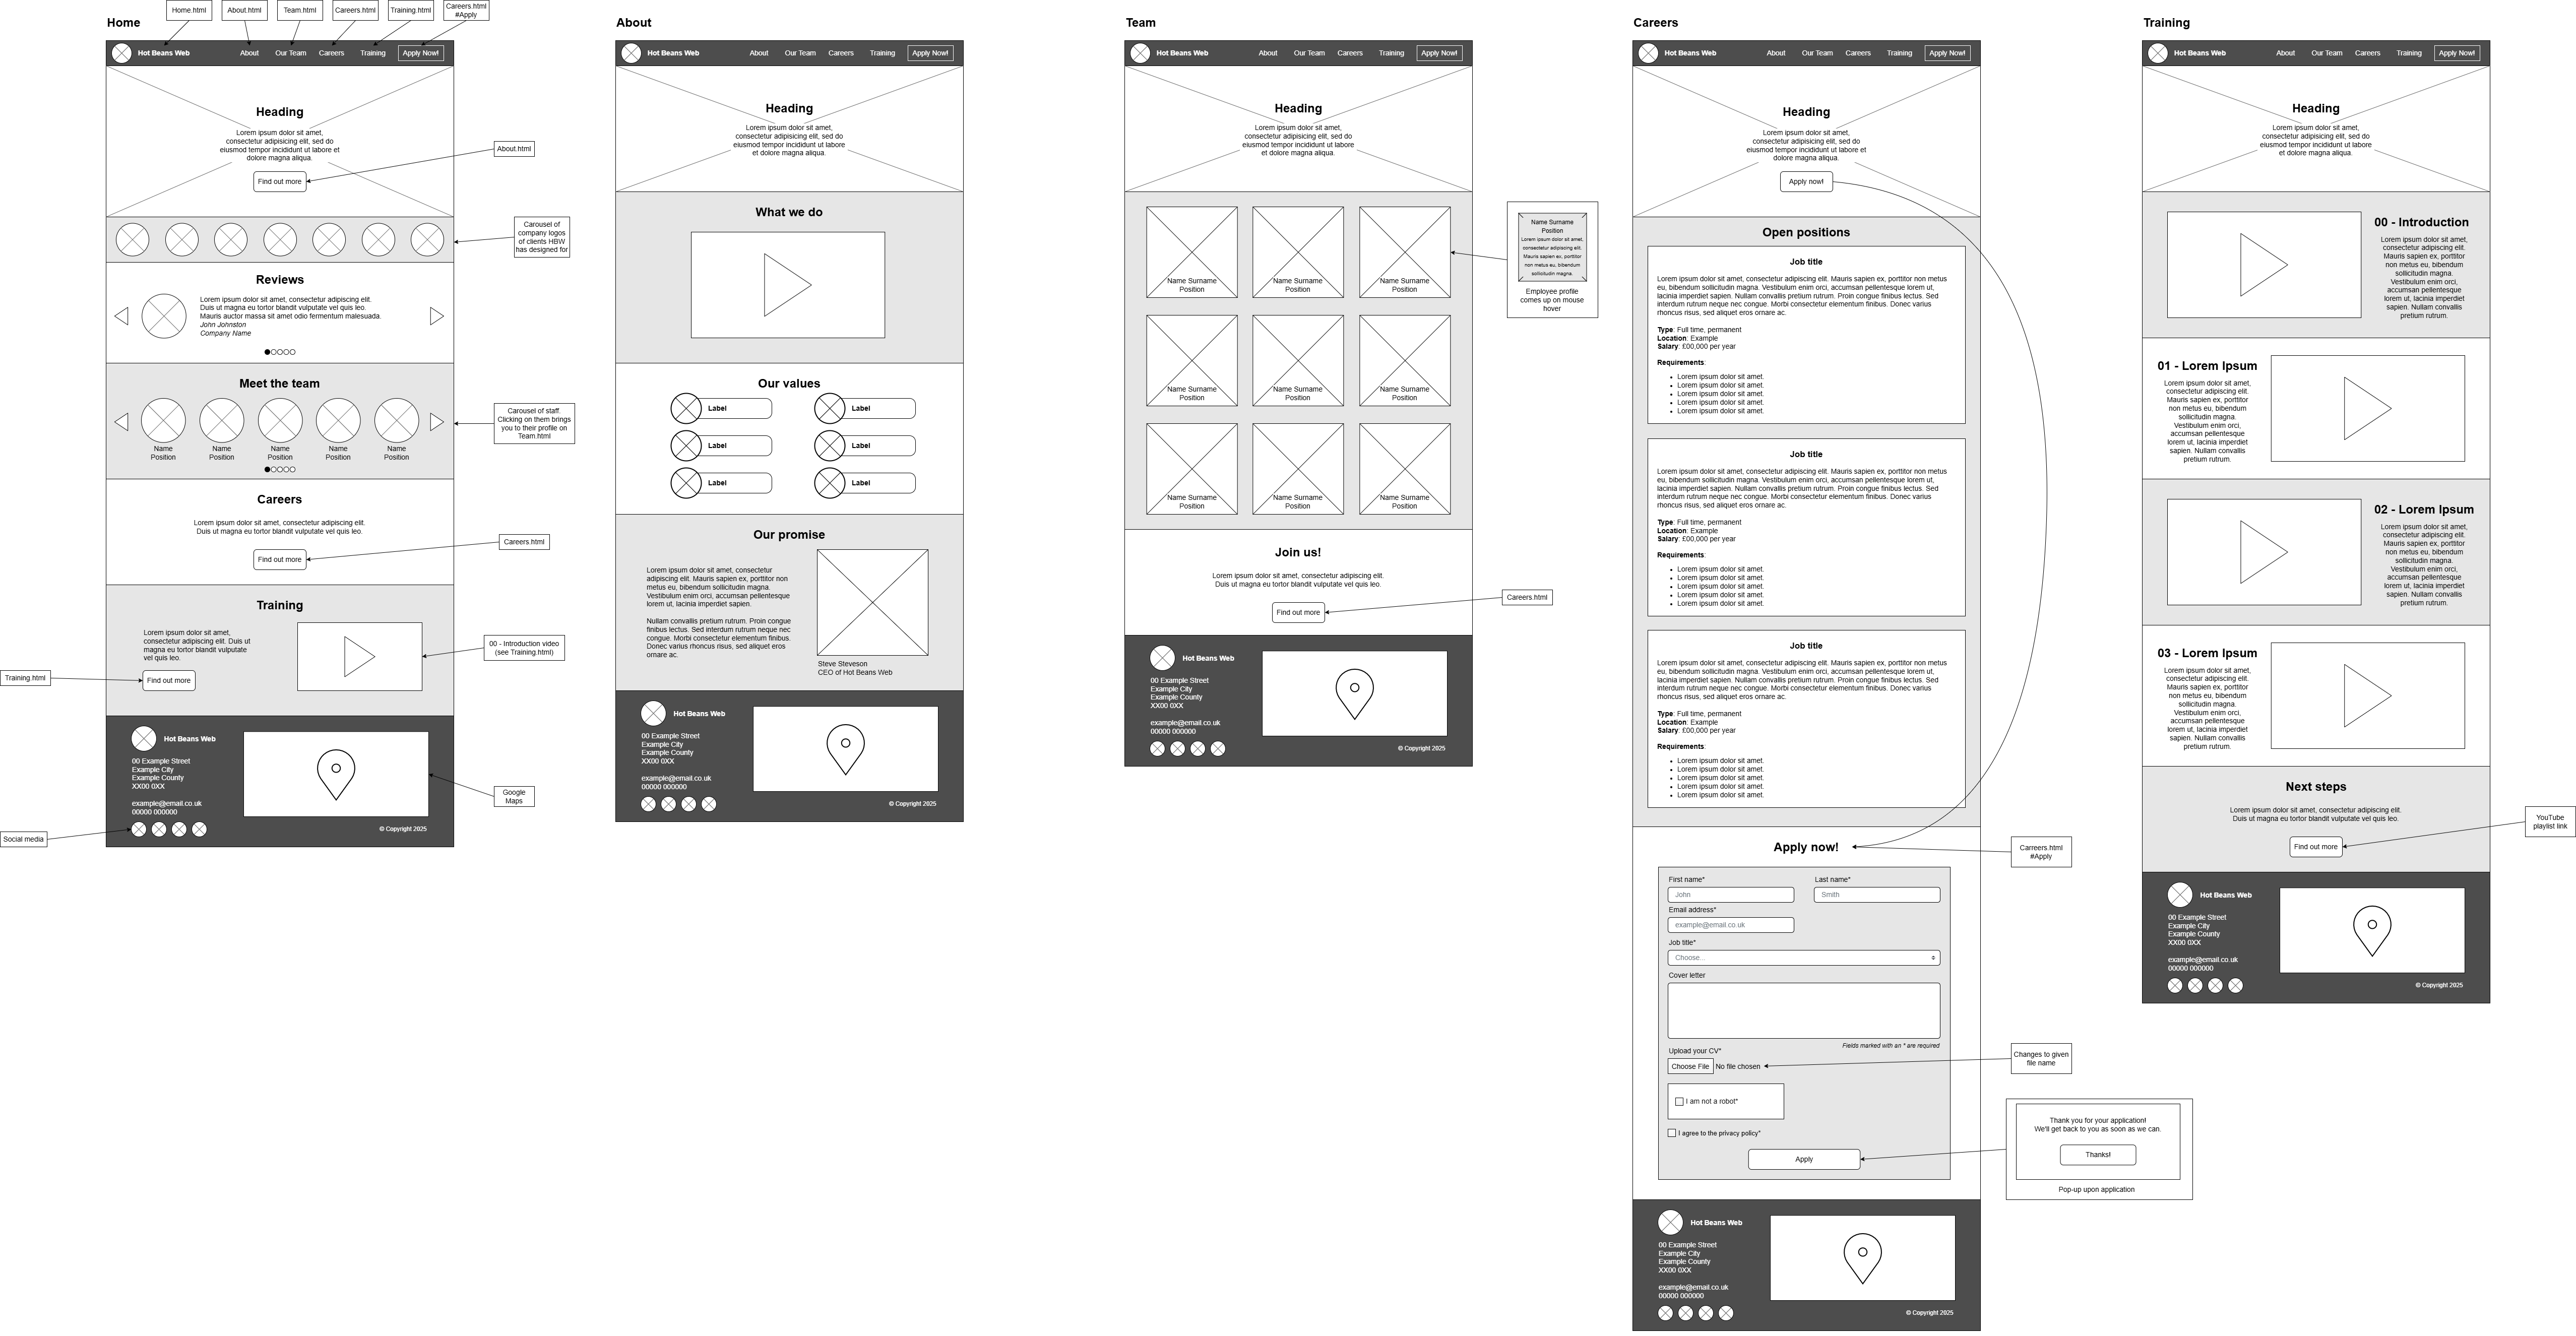 Home
Home.html
About.html
Team.html
Careers.html
Training.html
Careers.html
#Apply
Hot Beans Web
About
Our Team
Careers
Training
Apply Now!
Heading
Lorem ipsum dolor sit amet,
consectetur adipisicing elit, sed do
eiusmod tempor incididunt ut labore et
dolore magna aliqua.
Find out more
About.html
Carousel of
company logos
of clients HBW
has designed for
Reviews
Lorem ipsum dolor sit amet, consectetur adipiscing elit.
Duis ut magna eu tortor blandit vulputate vel quis leo.
Mauris auctor massa sit amet odio fermentum malesuada.
John Johnston
Company Name
Meet the team
Name
Position
Name
Position
Name
Position
Name
Position
Name
Position
Carousel of staff.
Clicking on them brings
you to their profile on
Team.html
Careers
Lorem ipsum dolor sit amet, consectetur adipiscing elit.
Duis ut magna eu tortor blandit vulputate vel quis leo.
Find out more
Careers.html
Training
Lorem ipsum dolor sit amet,
consectetur adipiscing elit. Duis ut
magna eu tortor blandit vulputate
vel quis leo.
Find out more
Training.html
00 - Introduction video
(see Training.html)
Hot Beans Web
00 Example Street
Example City
Example County
XX00 0XX
example@email.co.uk
00000 000000
Social media
Google
Maps
© Copyright 2025
About
Hot Beans Web
About
Our Team
Careers
Training
Apply Now!
Heading
Lorem ipsum dolor sit amet,
consectetur adipisicing elit, sed do
eiusmod tempor incididunt ut labore
et dolore magna aliqua.
What we do
Our values
Label
Label
Label
Label
Label
Label
Our promise
Lorem ipsum dolor sit amet, consectetur
adipiscing elit. Mauris sapien ex, porttitor non
metus eu, bibendum sollicitudin magna.
Vestibulum enim orci, accumsan pellentesque
lorem ut, lacinia imperdiet sapien.
Nullam convallis pretium rutrum. Proin congue
finibus lectus. Sed interdum rutrum neque nec
congue. Morbi consectetur elementum finibus.
Donec varius rhoncus risus, sed aliquet eros
ornare ac.
Steve Steveson
CEO of Hot Beans Web
Hot Beans Web
00 Example Street
Example City
Example County
XX00 0XX
example@email.co.uk
00000 000000
© Copyright 2025
Team
Hot Beans Web
About
Our Team
Careers
Training
Apply Now!
Heading
Lorem ipsum dolor sit amet,
consectetur adipisicing elit, sed do
eiusmod tempor incididunt ut labore
et dolore magna aliqua.
Name Surname
Position
Name Surname
Position
Name Surname
Position
Name Surname
Position
Name Surname
Position
Name Surname
Position
Name Surname
Position
Name Surname
Position
Name Surname
Position
Name Surname
Position
Lorem ipsum dolor sit amet,
consectetur adipiscing elit.
Mauris sapien ex, porttitor
non metus eu, bibendum
sollicitudin magna.
Employee profile
comes up on mouse
hover
Join us!
Lorem ipsum dolor sit amet, consectetur adipiscing elit.
Duis ut magna eu tortor blandit vulputate vel quis leo.
Find out more
Careers.html
Hot Beans Web
00 Example Street
Example City
Example County
XX00 0XX
example@email.co.uk
00000 000000
© Copyright 2025
Careers
Hot Beans Web
About
Our Team
Careers
Training
Apply Now!
Heading
Lorem ipsum dolor sit amet,
consectetur adipisicing elit, sed do
eiusmod tempor incididunt ut labore et
dolore magna aliqua.
Apply now!
Open positions
Job title
Lorem ipsum dolor sit amet, consectetur adipiscing elit. Mauris sapien ex, porttitor non metus
eu, bibendum sollicitudin magna. Vestibulum enim orci, accumsan pellentesque lorem ut,
lacinia imperdiet sapien. Nullam convallis pretium rutrum. Proin congue finibus lectus. Sed
interdum rutrum neque nec congue. Morbi consectetur elementum finibus. Donec varius
rhoncus risus, sed aliquet eros ornare ac.
Type: Full time, permanent
Location: Example
Salary: £00,000 per year
Requirements:
• Lorem ipsum dolor sit amet.
• Lorem ipsum dolor sit amet.
• Lorem ipsum dolor sit amet.
• Lorem ipsum dolor sit amet.
• Lorem ipsum dolor sit amet.
Job title
Lorem ipsum dolor sit amet, consectetur adipiscing elit. Mauris sapien ex, porttitor non metus
eu, bibendum sollicitudin magna. Vestibulum enim orci, accumsan pellentesque lorem ut,
lacinia imperdiet sapien. Nullam convallis pretium rutrum. Proin congue finibus lectus. Sed
interdum rutrum neque nec congue. Morbi consectetur elementum finibus. Donec varius
rhoncus risus, sed aliquet eros ornare ac.
Type: Full time, permanent
Location: Example
Salary: £00,000 per year
Requirements:
• Lorem ipsum dolor sit amet.
• Lorem ipsum dolor sit amet.
• Lorem ipsum dolor sit amet.
• Lorem ipsum dolor sit amet.
• Lorem ipsum dolor sit amet.
Job title
Lorem ipsum dolor sit amet, consectetur adipiscing elit. Mauris sapien ex, porttitor non metus
eu, bibendum sollicitudin magna. Vestibulum enim orci, accumsan pellentesque lorem ut,
lacinia imperdiet sapien. Nullam convallis pretium rutrum. Proin congue finibus lectus. Sed
interdum rutrum neque nec congue. Morbi consectetur elementum finibus. Donec varius
rhoncus risus, sed aliquet eros ornare ac.
Type: Full time, permanent
Location: Example
Salary: £00,000 per year
Requirements:
• Lorem ipsum dolor sit amet.
• Lorem ipsum dolor sit amet.
• Lorem ipsum dolor sit amet.
• Lorem ipsum dolor sit amet.
• Lorem ipsum dolor sit amet.
Apply now!
Carreers.html
#Apply
First name*
Last name*
John
Smith
Email address*
example@email.co.uk
Job title*
Choose...
Cover letter
Fields marked with an * are required
Upload your CV*
Choose File
No file chosen
Changes to given
file name
I am not a robot*
I agree to the privacy policy*
Apply
Thank you for your application!
We'll get back to you as soon as we can.
Thanks!
Pop-up upon application
Hot Beans Web
00 Example Street
Example City
Example County
XX00 0XX
example@email.co.uk
00000 000000
© Copyright 2025
Training
Hot Beans Web
About
Our Team
Careers
Training
Apply Now!
Heading
Lorem ipsum dolor sit amet,
consectetur adipisicing elit, sed do
eiusmod tempor incididunt ut labore
et dolore magna aliqua.
00 - Introduction
Lorem ipsum dolor sit amet,
consectetur adipiscing elit.
Mauris sapien ex, porttitor
non metus eu, bibendum
sollicitudin magna.
Vestibulum enim orci,
accumsan pellentesque
lorem ut, lacinia imperdiet
sapien. Nullam convallis
pretium rutrum.
01 - Lorem Ipsum
Lorem ipsum dolor sit amet,
consectetur adipiscing elit.
Mauris sapien ex, porttitor
non metus eu, bibendum
sollicitudin magna.
Vestibulum enim orci,
accumsan pellentesque
lorem ut, lacinia imperdiet
sapien. Nullam convallis
pretium rutrum.
02 - Lorem Ipsum
Lorem ipsum dolor sit amet,
consectetur adipiscing elit.
Mauris sapien ex, porttitor
non metus eu, bibendum
sollicitudin magna.
Vestibulum enim orci,
accumsan pellentesque
lorem ut, lacinia imperdiet
sapien. Nullam convallis
pretium rutrum.
03 - Lorem Ipsum
Lorem ipsum dolor sit amet,
consectetur adipiscing elit.
Mauris sapien ex, porttitor
non metus eu, bibendum
sollicitudin magna.
Vestibulum enim orci,
accumsan pellentesque
lorem ut, lacinia imperdiet
sapien. Nullam convallis
pretium rutrum.
Next steps
Lorem ipsum dolor sit amet, consectetur adipiscing elit.
Duis ut magna eu tortor blandit vulputate vel quis leo.
Find out more
YouTube
playlist link
Hot Beans Web
00 Example Street
Example City
Example County
XX00 0XX
example@email.co.uk
00000 000000
© Copyright 2025